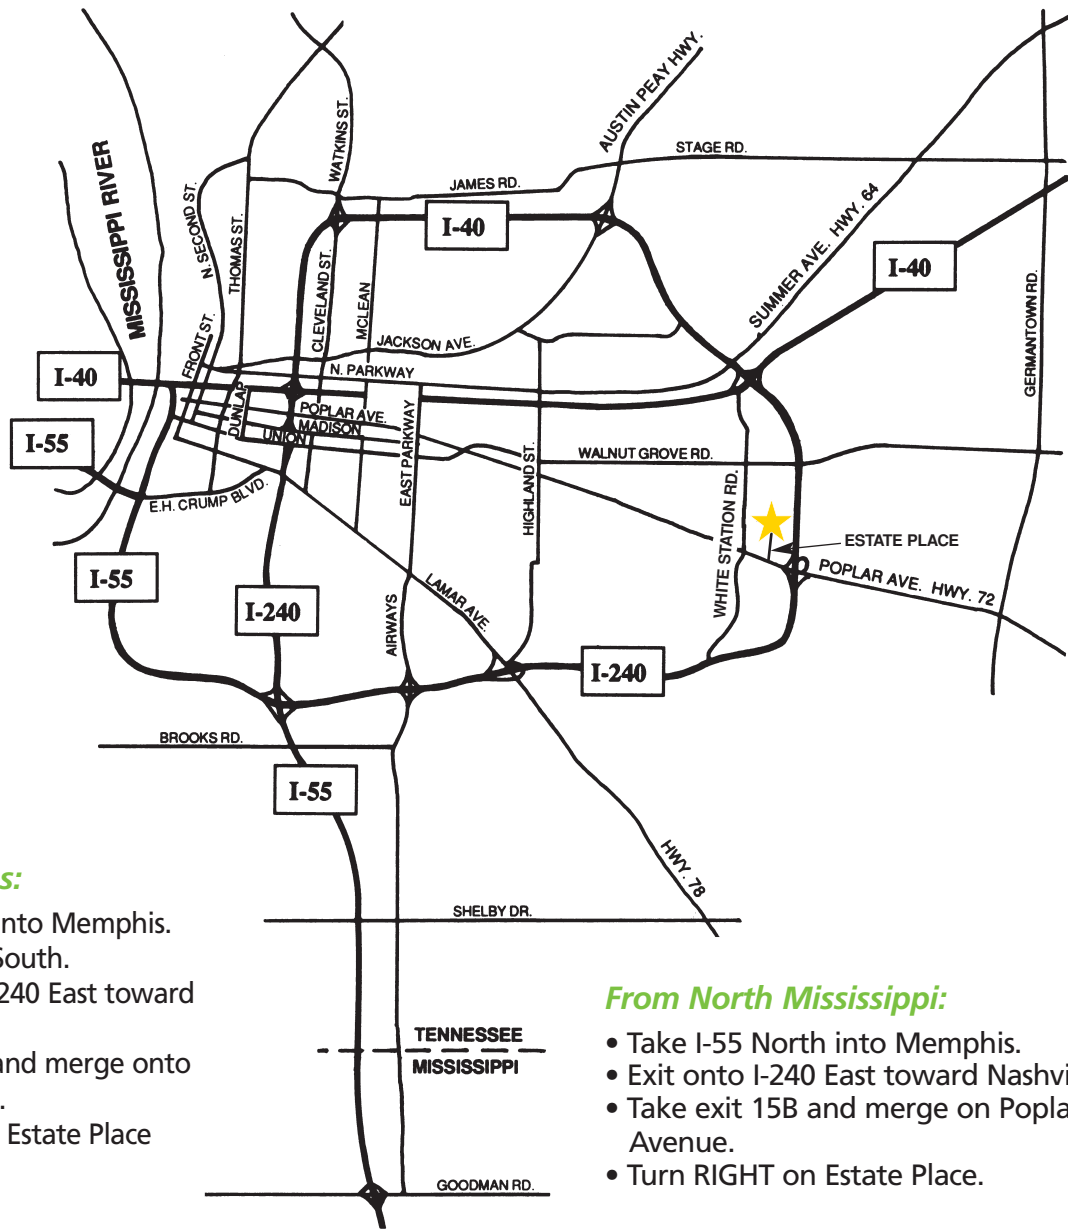 AUSTIN PEAY HWY.
WATKINS ST.
STAGE RD.
MISSISSIPPI RIVER
N. SECOND ST.
JAMES RD.
SUMMER AVE. HWY. 64
THOMAS ST.
I-40
I-40
CLEVELAND ST.
MCLEAN
GERMANTOWN RD.
FRONT ST.
JACKSON AVE.
N. PARKWAY
I-40
DUNLAP
POPLAR AVE.
MADISON
UNION
I-55
EAST PARKWAY
HIGHLAND ST.
WALNUT GROVE RD.
E.H. CRUMP BLVD.
WHITE STATION RD.
ESTATE PLACE
I-55
LAMAR AVE.
POPLAR AVE. HWY. 72
I-240
AIRWAYS
I-240
BROOKS RD.
I-55
HWY. 78
s:
SHELBY DR.
nto Memphis.
South.
240 East toward
and merge onto
.
Estate Place
TENNESSEE
MISSISSIPPI
GOODMAN RD.
From North Mississippi:
• Take I-55 North into Memphis.
• Exit onto I-240 East toward Nashvi
• Take exit 15B and merge on Popla
Avenue.
• Turn RIGHT on Estate Place.